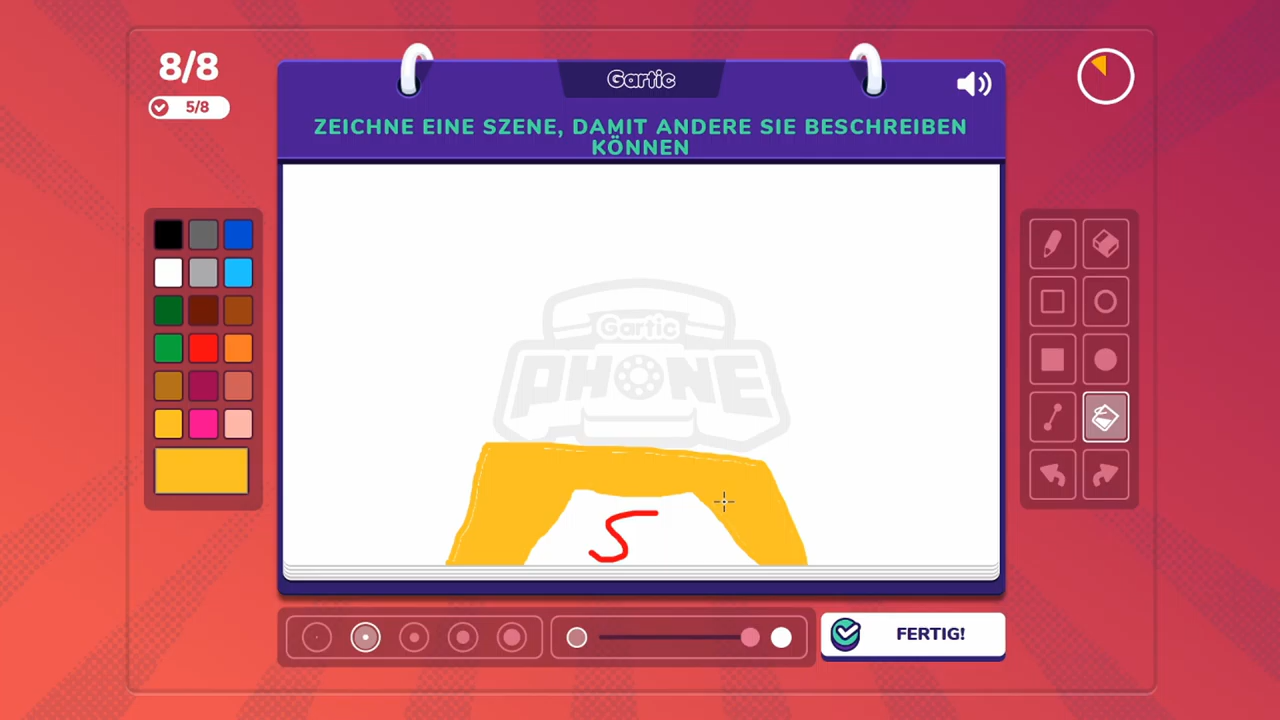 8/8
5/8
Gartic
ZEICHNE EINE SZENE, DAMIT ANDERE SIE BESCHREIBEN
KÖNNEN
Gartic
PHONE
S
FERTIG!